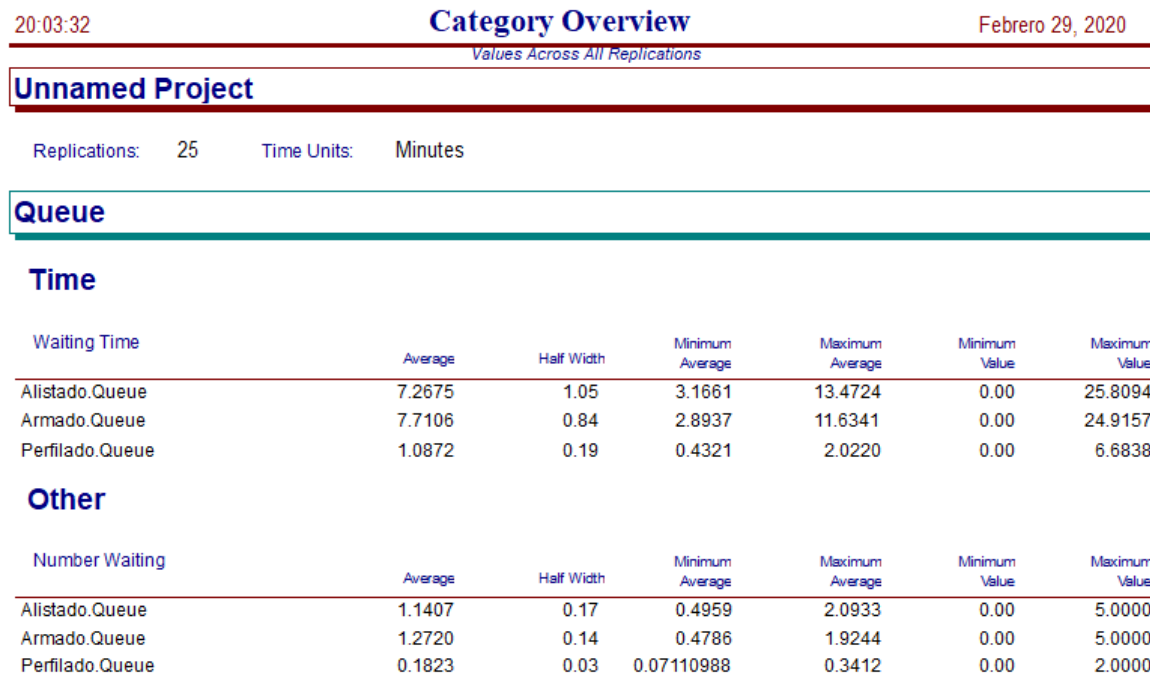 20:03:32 Category Overview Febrero 29, 2020
Values Across All Replications
Unnamed Project
Replications: 25 Time Units: Minutes
Queue
Time
Waiting Time Average Half Width Minimum Average Maximum Average Minimum Value Maximum Value
Alistado.Queue 7.2675 1.05 3.1661 13.4724 0.00 25.8094
Armado.Queue 7.7106 0.84 2.8937 11.6341 0.00 24.9157
Perfilado.Queue 1.0872 0.19 0.4321 2.0220 0.00 6.6838
Other
Number Waiting Average Half Width Minimum Average Maximum Average Minimum Value Maximum Value
Alistado.Queue 1.1407 0.17 0.4959 2.0933 0.00 5.0000
Armado.Queue 1.2720 0.14 0.4786 1.9244 0.00 5.0000
Perfilado.Queue 0.1823 0.03 0.07110988 0.3412 0.00 2.0000